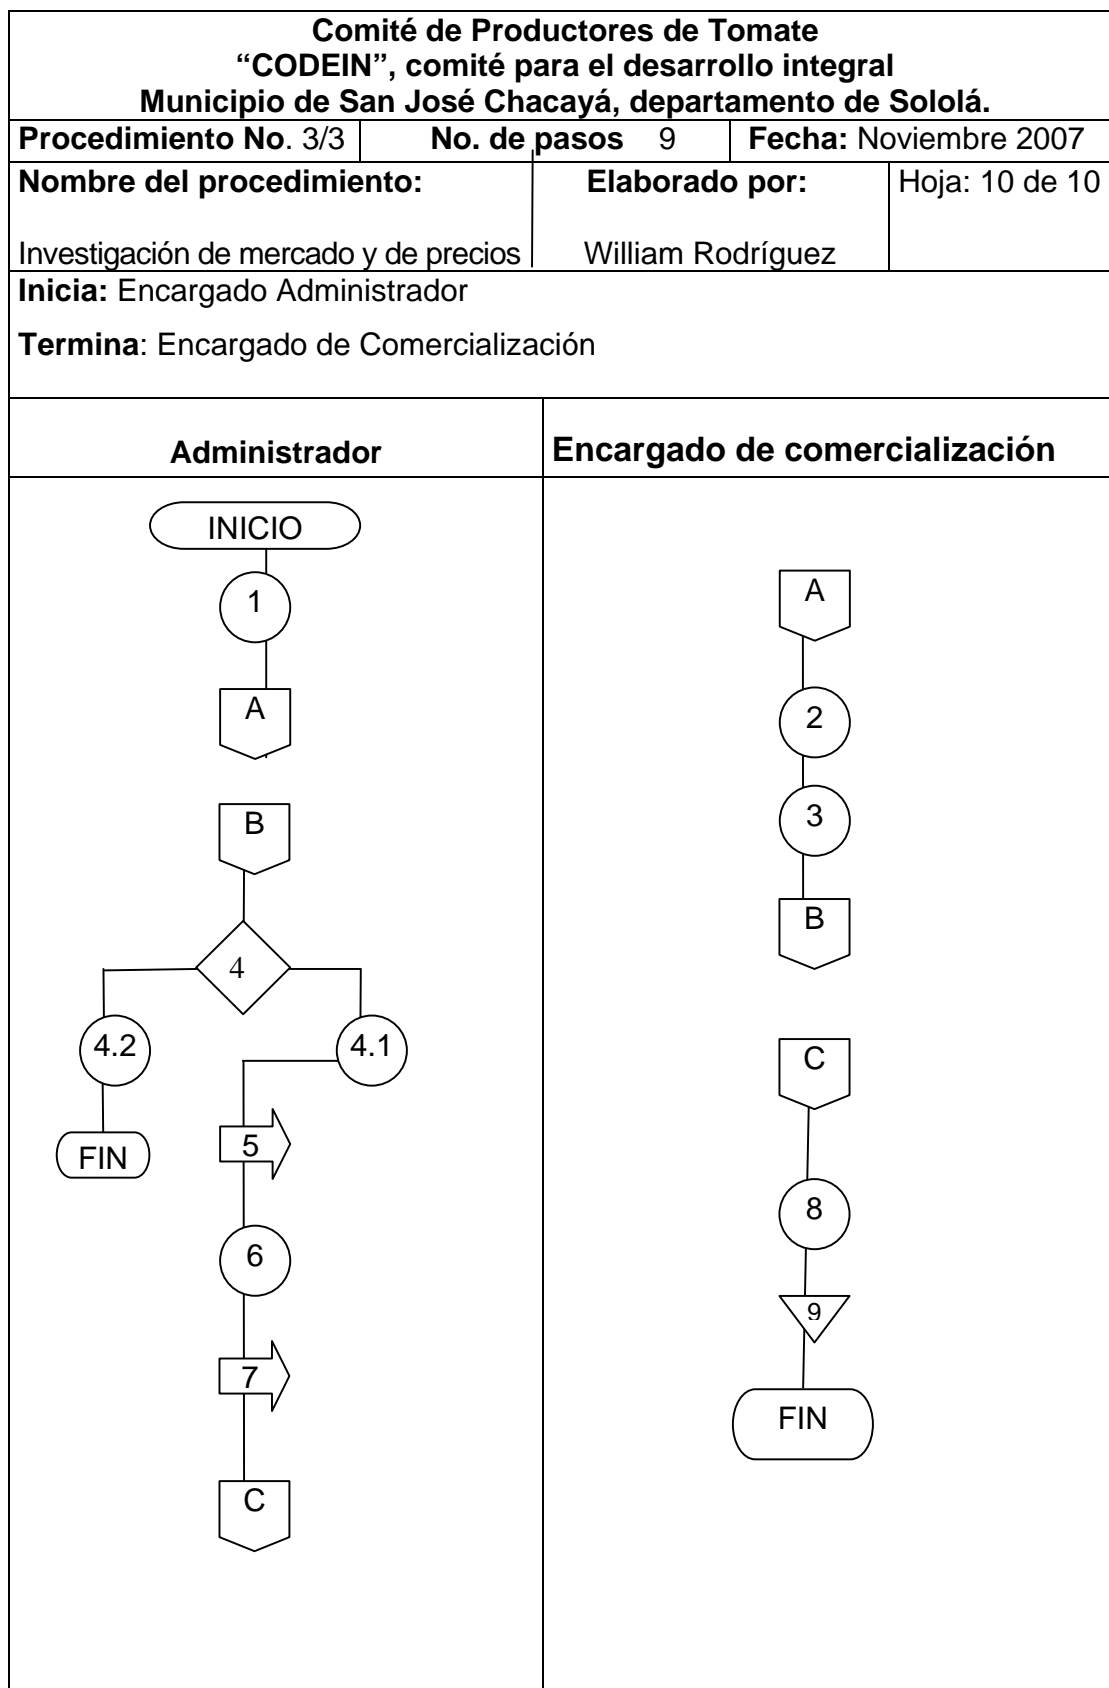 Comité de Productores de Tomate
“CODEIN”, comité para el desarrollo integral
Municipio de San José Chacayá, departamento de Sololá.
Procedimiento No. 3/3 No. de pasos 9 Fecha: Noviembre 2007
Nombre del procedimiento: Elaborado por: Hoja: 10 de 10
Investigación de mercado y de precios William Rodríguez
Inicia: Encargado Administrador
Termina: Encargado de Comercialización
Administrador Encargado de comercialización
INICIO
1
A
B
4
4.2 4.1
FIN
5
6
7
C
A
2
3
B
C
8
9
FIN